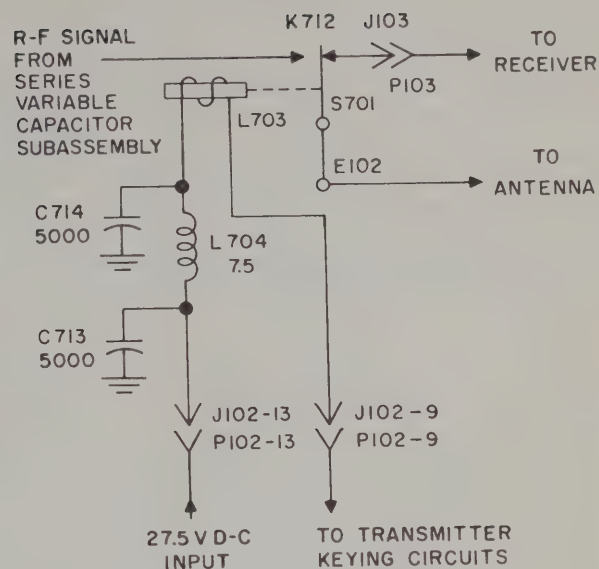 K712
J103
R-F SIGNAL
FROM
SERIES
VARIABLE
CAPACITOR
SUBASSEMBLY
TO
RECEIVER
P103
S701
L703
E102
TO
ANTENNA
C714
5000
L704
7.5
C713
5000
J102-13
P102-13
J102-9
P102-9
27.5 V D-C
INPUT
TO TRANSMITTER
KEYING CIRCUITS